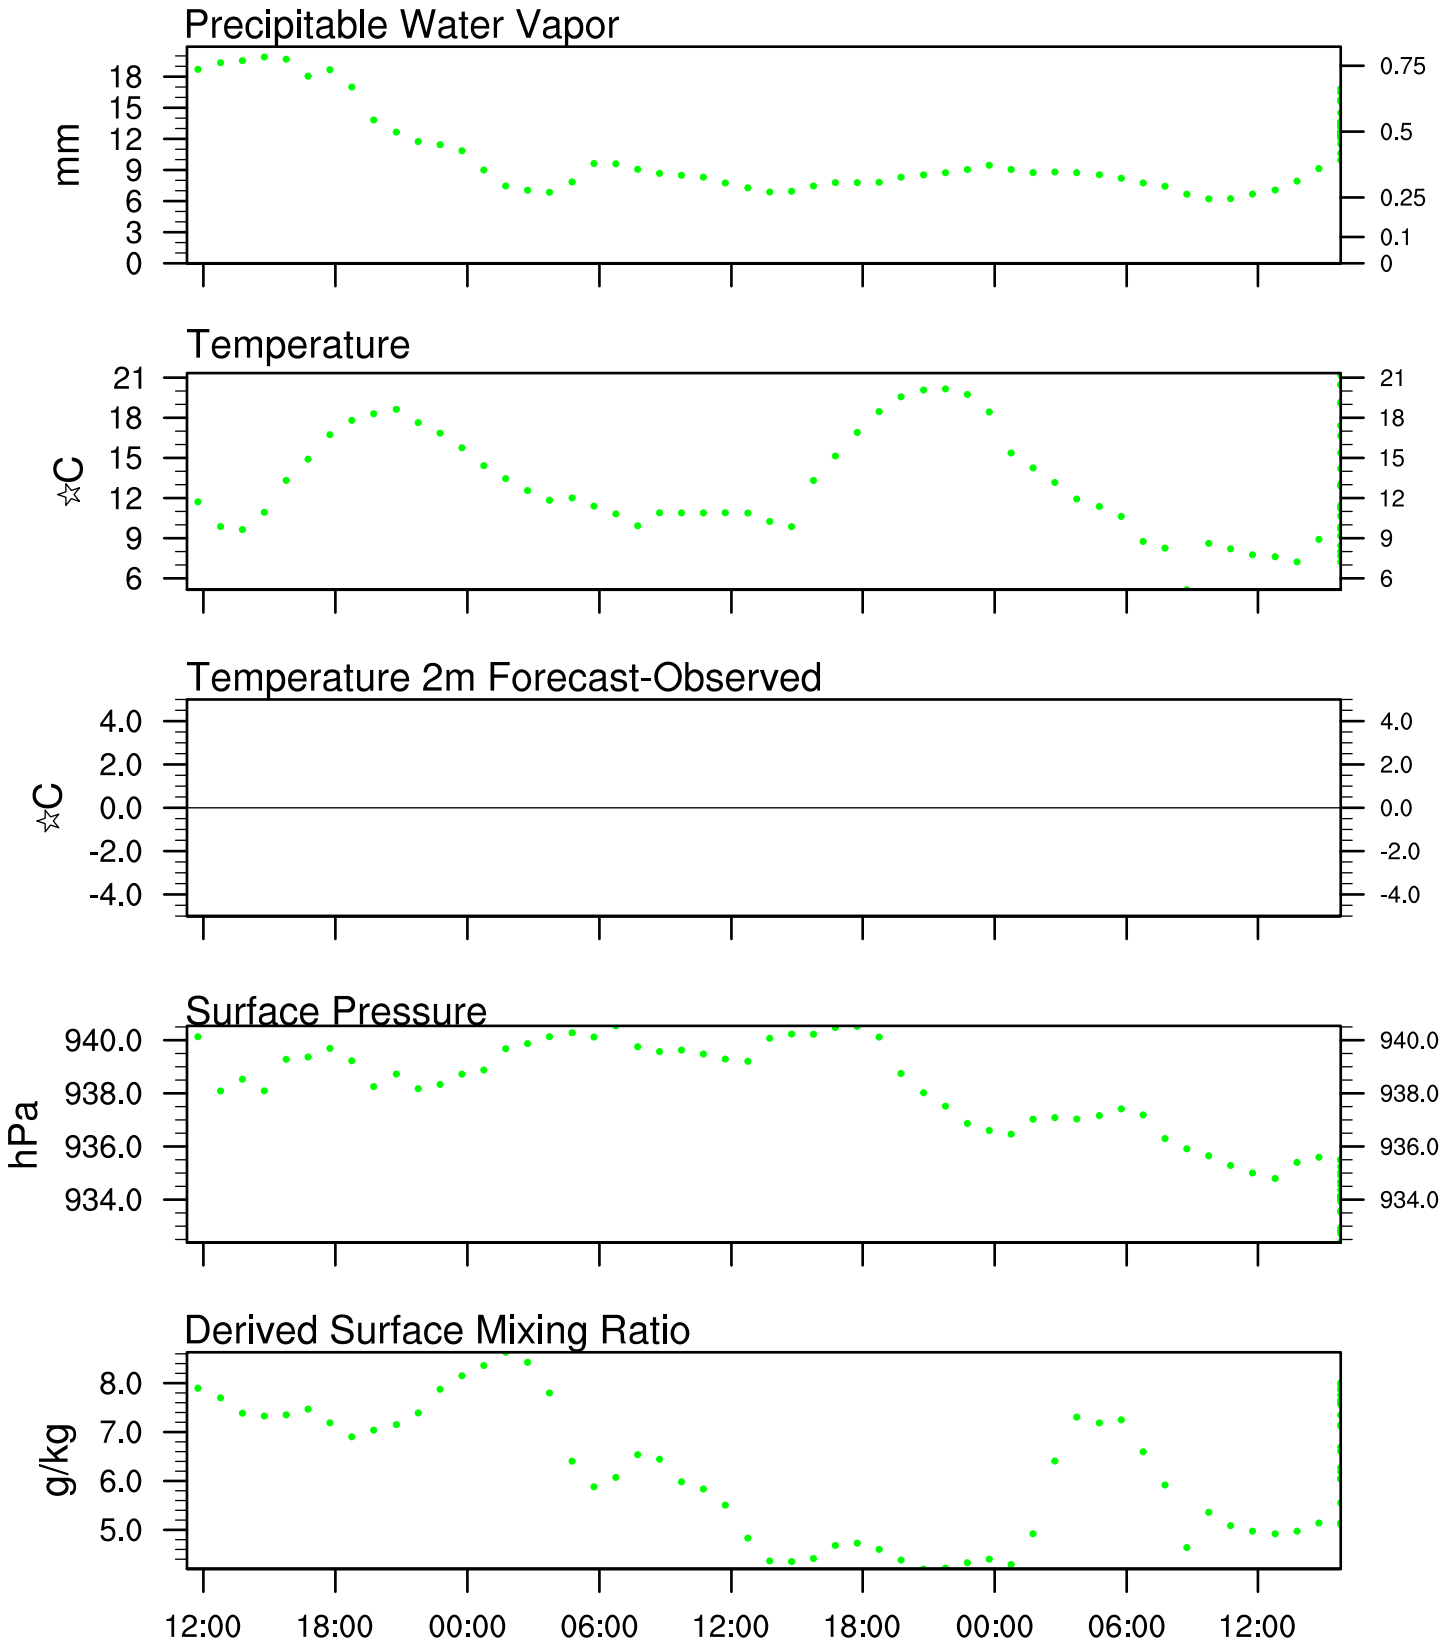 Precipitable Water Vapor
mm
18 0.75
15
12 0.5
9
6 0.25
3 0.1
0 0
Temperature
☆C
21 21
18 18
15 15
12 12
9 9
6 6
Temperature 2m Forecast-Observed
☆C
4.0 4.0
2.0 2.0
0.0 0.0
-2.0 -2.0
-4.0 -4.0
Surface Pressure
hPa
940.0 940.0
938.0 938.0
936.0 936.0
934.0 934.0
Derived Surface Mixing Ratio
g/kg
8.0
7.0
6.0
5.0
12:00 18:00 00:00 06:00 12:00 18:00 00:00 06:00 12:00